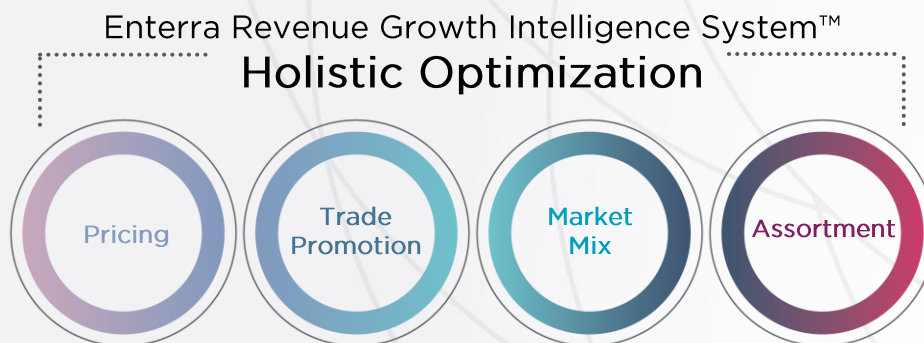 Enterra Revenue Growth Intelligence System™
Holistic Optimization
Pricing
Trade
Promotion
Market
Mix
Assortment